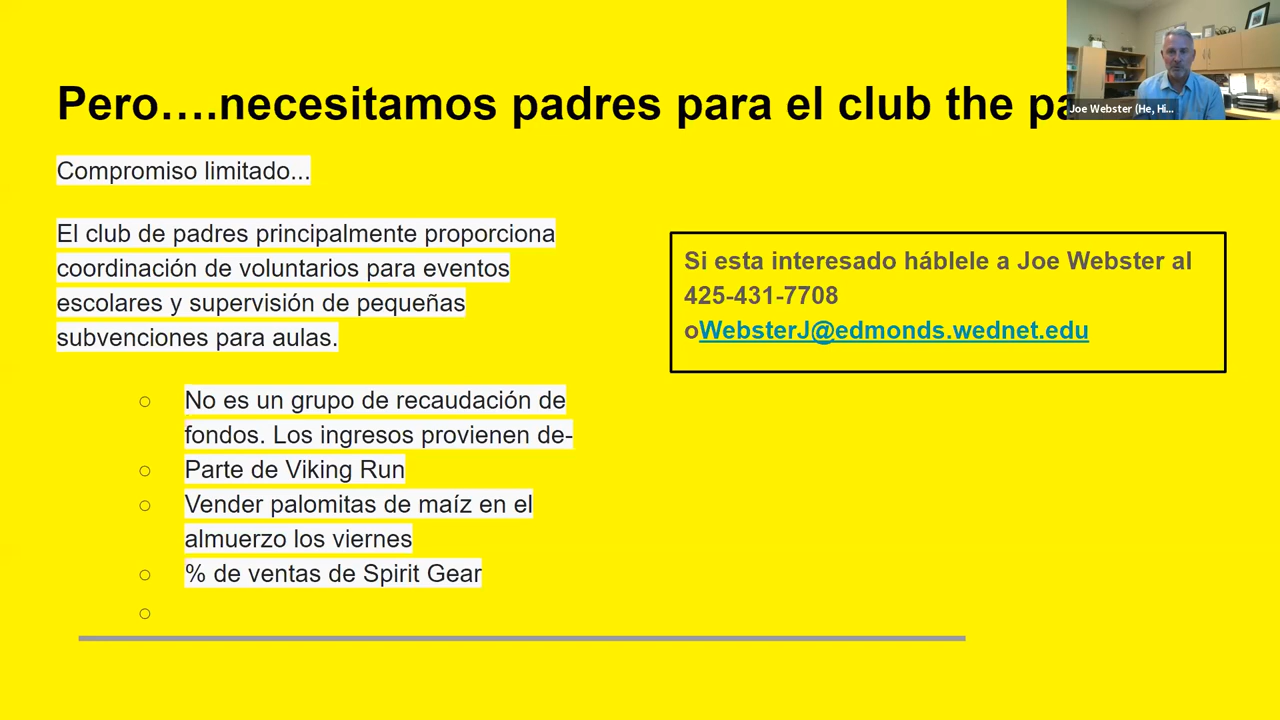 Pero….necesitamos padres para el club the pa
Joe Webster (He, Hi...
Compromiso limitado...
El club de padres principalmente proporciona
coordinación de voluntarios para eventos
escolares y supervisión de pequeñas
subvenciones para aulas.
Si esta interesado háblele a Joe Webster al
425-431-7708
oWebsterJ@edmonds.wednet.edu
No es un grupo de recaudación de
fondos. Los ingresos provienen de-
Parte de Viking Run
Vender palomitas de maíz en el
almuerzo los viernes
% de ventas de Spirit Gear